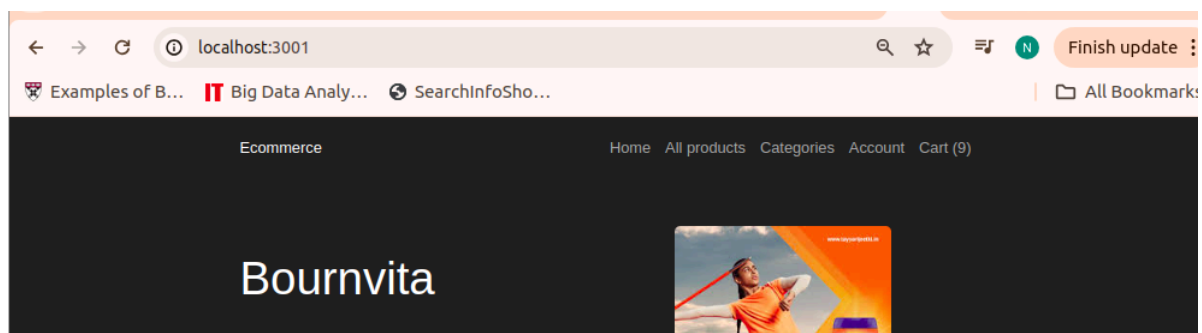 localhost:3001
N
Finish update
Examples of B...
IT Big Data Analy...
SearchInfoSho...
All Bookmarks
Ecommerce
Home All products Categories Account Cart (9)
Bournvita